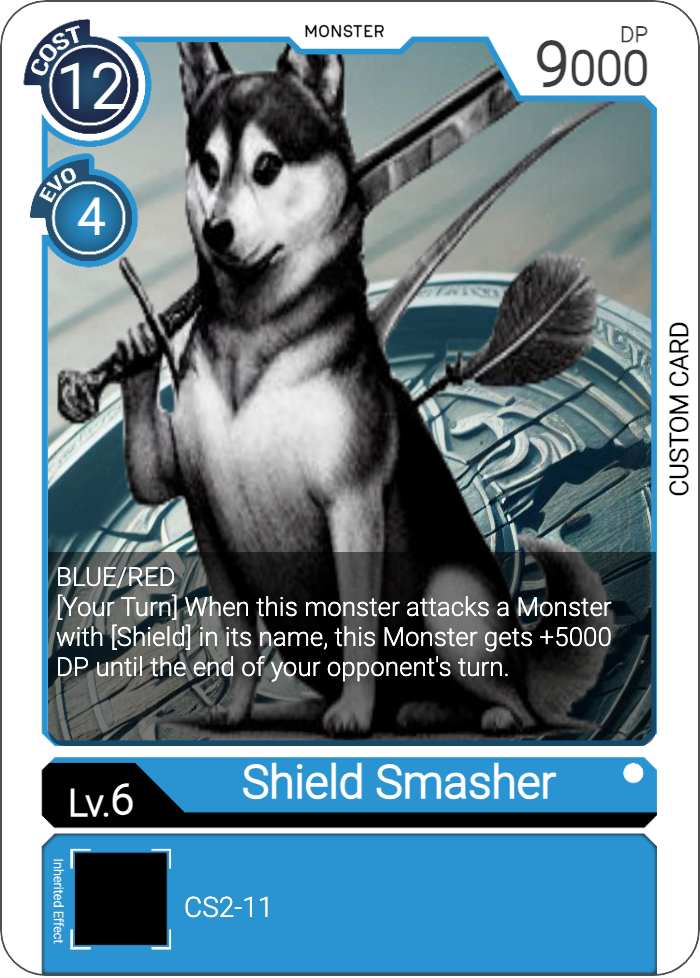 MONSTER
COST
12
DP
9000
EVO
4
CUSTOM CARD
BLUE/RED
[Your Turn] When this monster attacks a Monster
with [Shield] in its name, this Monster gets +5000
DP until the end of your opponent's turn.
Lv.6
Shield Smasher
Inherited Effect
CS2-11